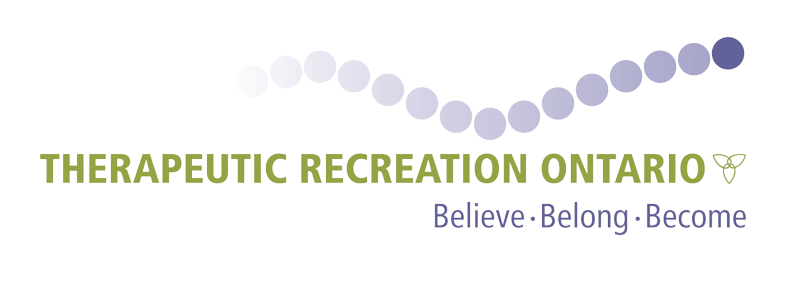 THERAPEUTIC RECREATION ONTARIO
Believe·Belong·Become